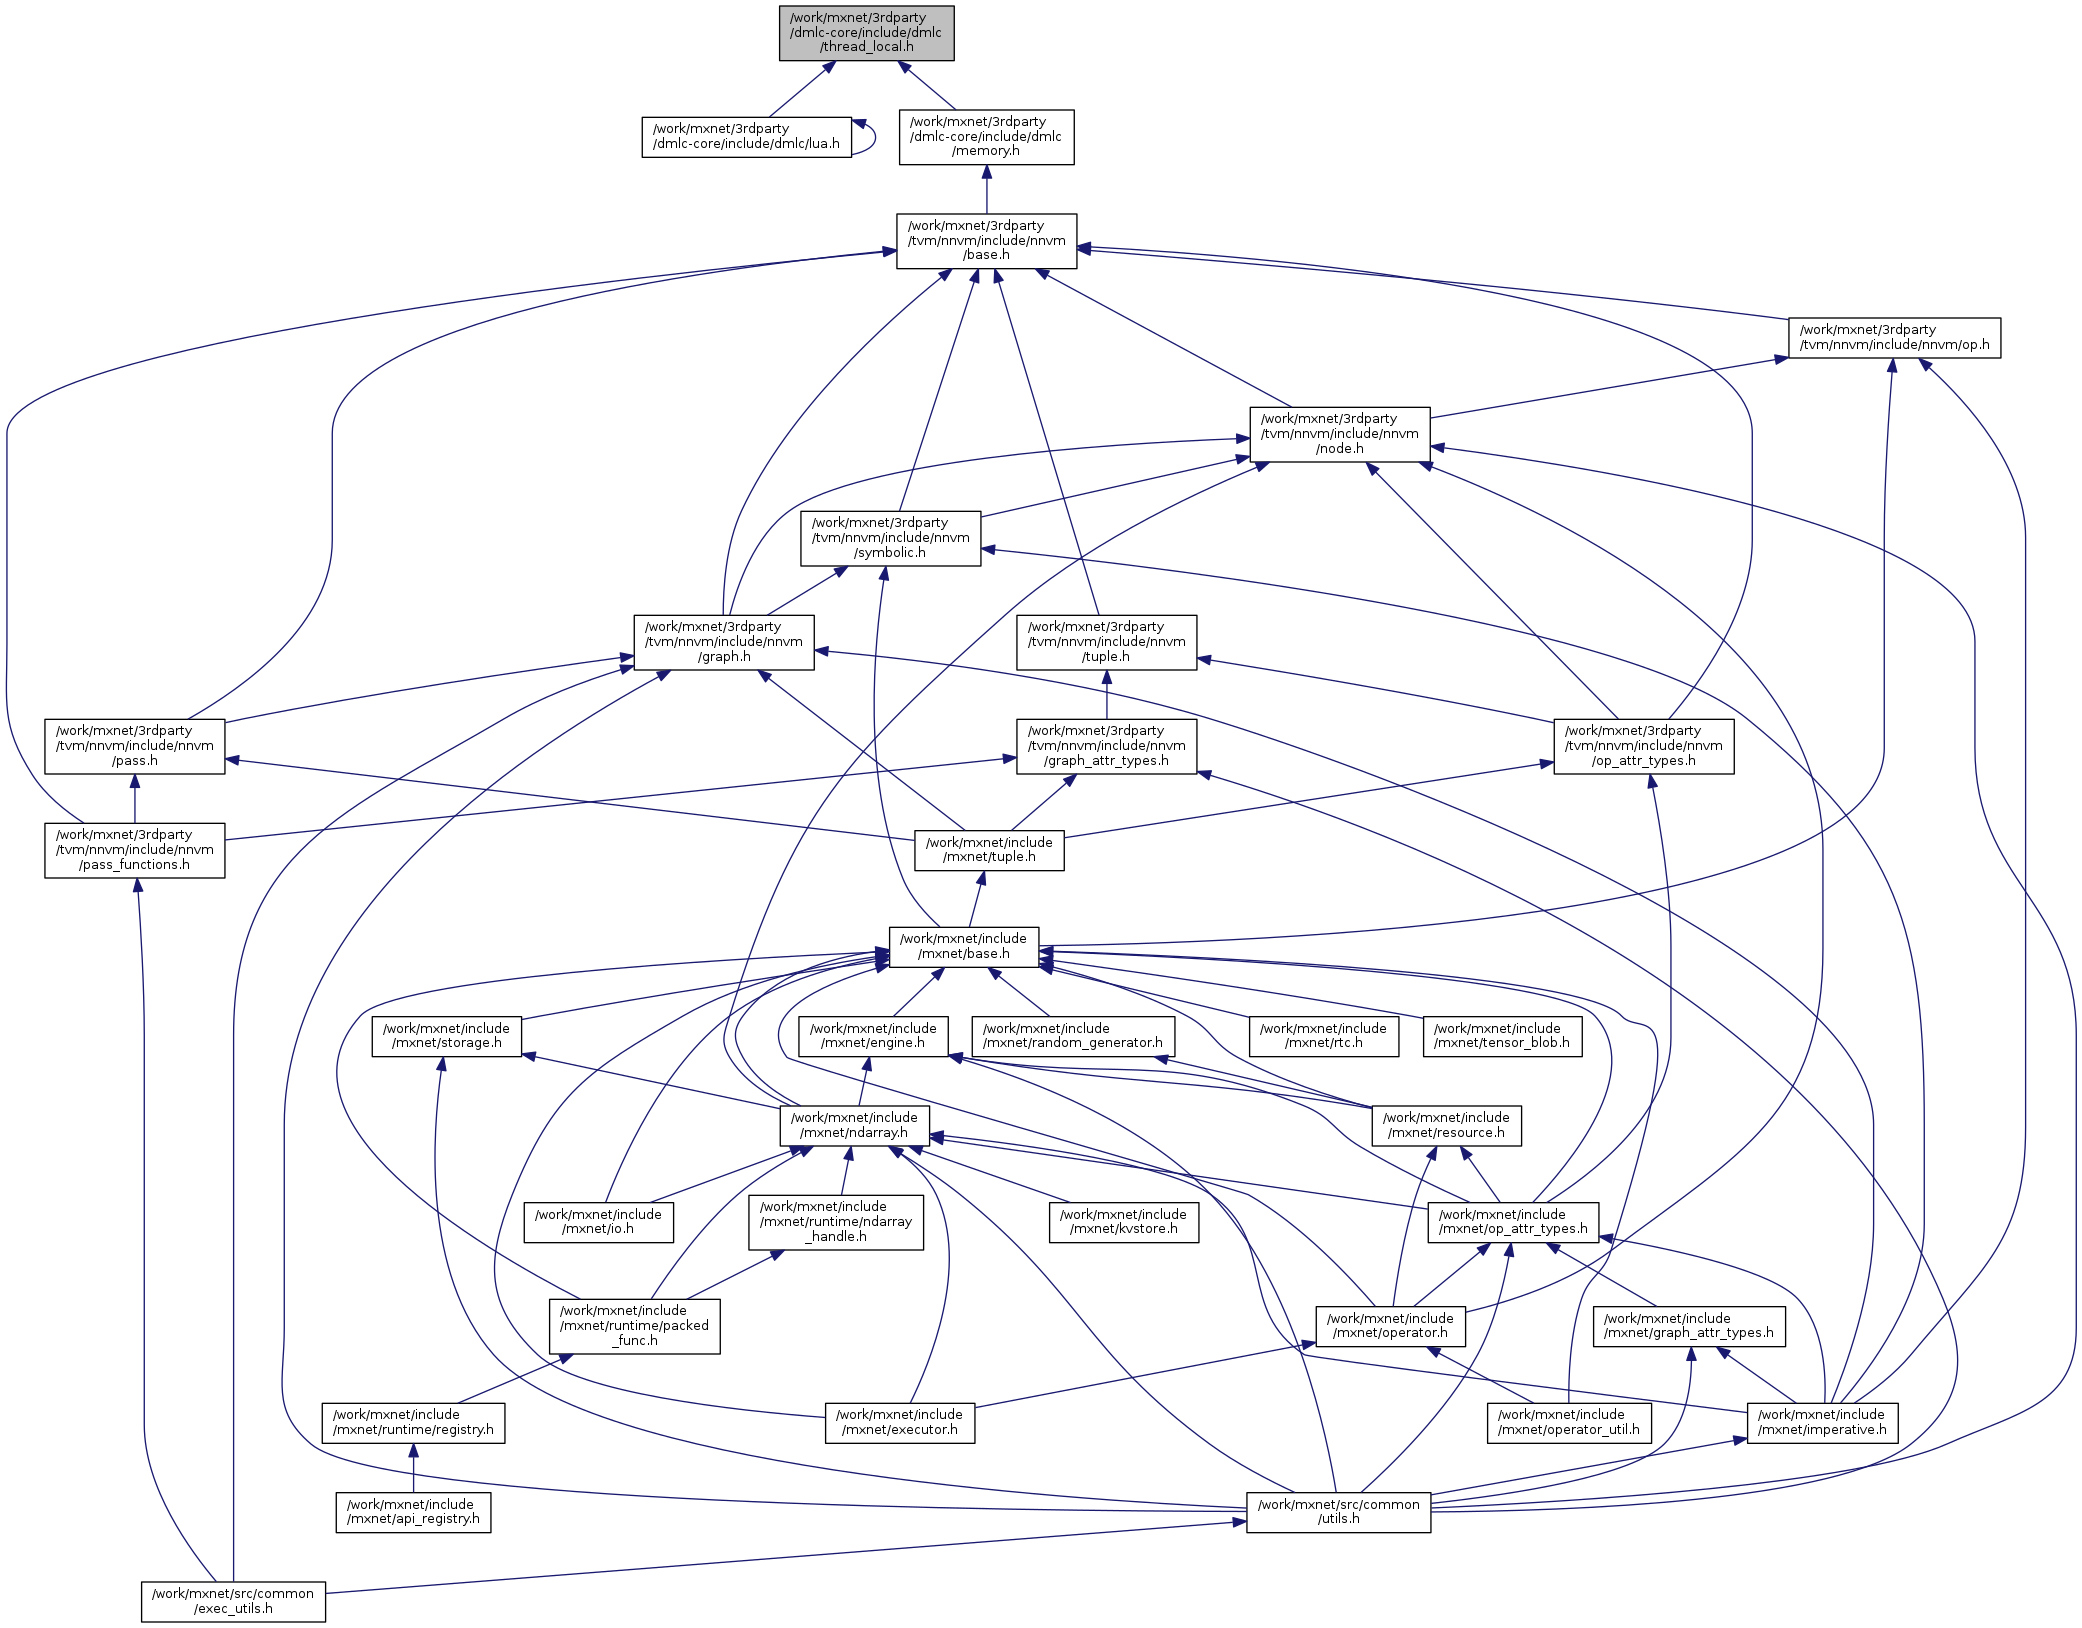 /work/mxnet/3rdparty
/dmlc-core/include/dmlc
/thread_local.h
/work/mxnet/3rdparty
/dmlc-core/include/dmlc/lua.h
/work/mxnet/3rdparty
/dmlc-core/include/dmlc
/memory.h
/work/mxnet/3rdparty
/tvm/nnvm/include/nnvm
/base.h
/work/mxnet/3rdparty
/tvm/nnvm/include/nnvm/op.h
/work/mxnet/3rdparty
/tvm/nnvm/include/nnvm
/node.h
/work/mxnet/3rdparty
/tvm/nnvm/include/nnvm
/symbolic.h
/work/mxnet/3rdparty
/tvm/nnvm/include/nnvm
/graph.h
/work/mxnet/3rdparty
/tvm/nnvm/include/nnvm
/tuple.h
/work/mxnet/3rdparty
/tvm/nnvm/include/nnvm
/pass.h
/work/mxnet/3rdparty
/tvm/nnvm/include/nnvm
/graph_attr_types.h
/work/mxnet/3rdparty
/tvm/nnvm/include/nnvm
/op_attr_types.h
/work/mxnet/3rdparty
/tvm/nnvm/include/nnvm
/pass_functions.h
/work/mxnet/include
/mxnet/tuple.h
/work/mxnet/include
/mxnet/base.h
/work/mxnet/include
/mxnet/storage.h
/work/mxnet/include
/mxnet/engine.h
/work/mxnet/include
/mxnet/random_generator.h
/work/mxnet/include
/mxnet/rtc.h
/work/mxnet/include
/mxnet/tensor_blob.h
/work/mxnet/include
/mxnet/ndarray.h
/work/mxnet/include
/mxnet/resource.h
/work/mxnet/include
/mxnet/io.h
/work/mxnet/include
/mxnet/runtime/ndarray
_handle.h
/work/mxnet/include
/mxnet/kvstore.h
/work/mxnet/include
/mxnet/op_attr_types.h
/work/mxnet/include
/mxnet/runtime/packed
_func.h
/work/mxnet/include
/mxnet/operator.h
/work/mxnet/include
/mxnet/graph_attr_types.h
/work/mxnet/include
/mxnet/runtime/registry.h
/work/mxnet/include
/mxnet/executor.h
/work/mxnet/include
/mxnet/operator_util.h
/work/mxnet/include
/mxnet/imperative.h
/work/mxnet/include
/mxnet/api_registry.h
/work/mxnet/src/common
/utils.h
/work/mxnet/src/common
/exec_utils.h